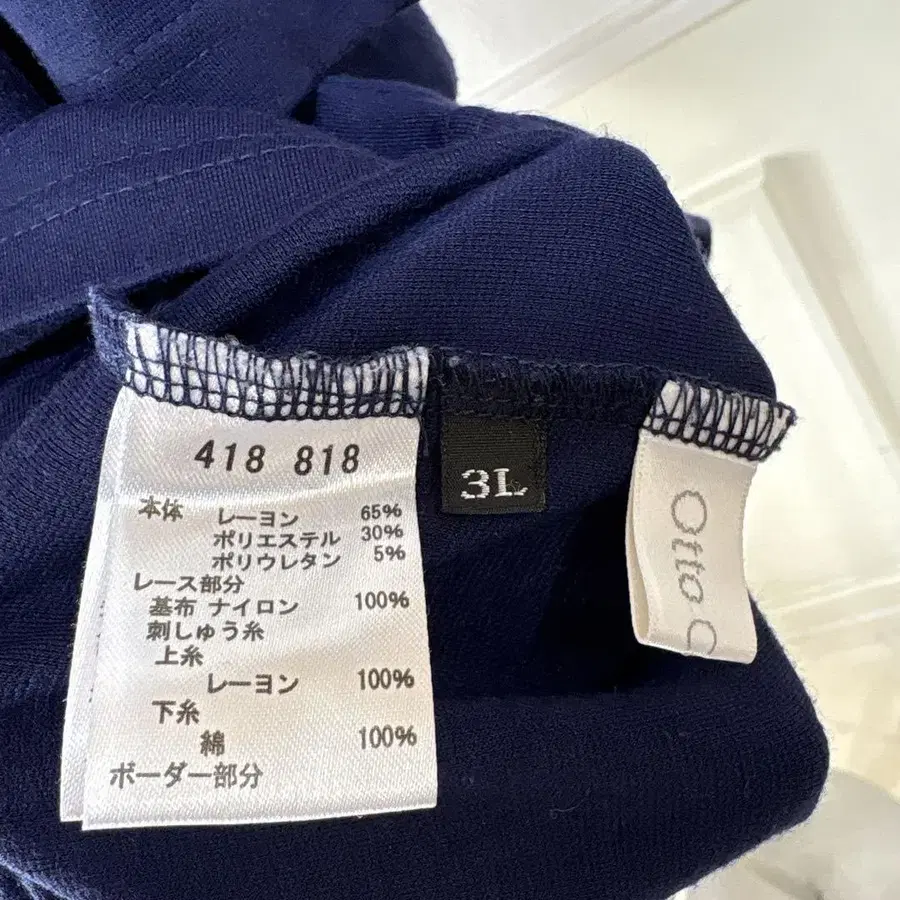 418 818
本体 レーヨン 65%
ポリエステル 30%
ポリウレタン 5%
レース部分
基布 ナイロン 100%
刺しゅう糸
上糸
レーヨン 100%
下糸
綿 100%
ボーダー部分
3L
Otto